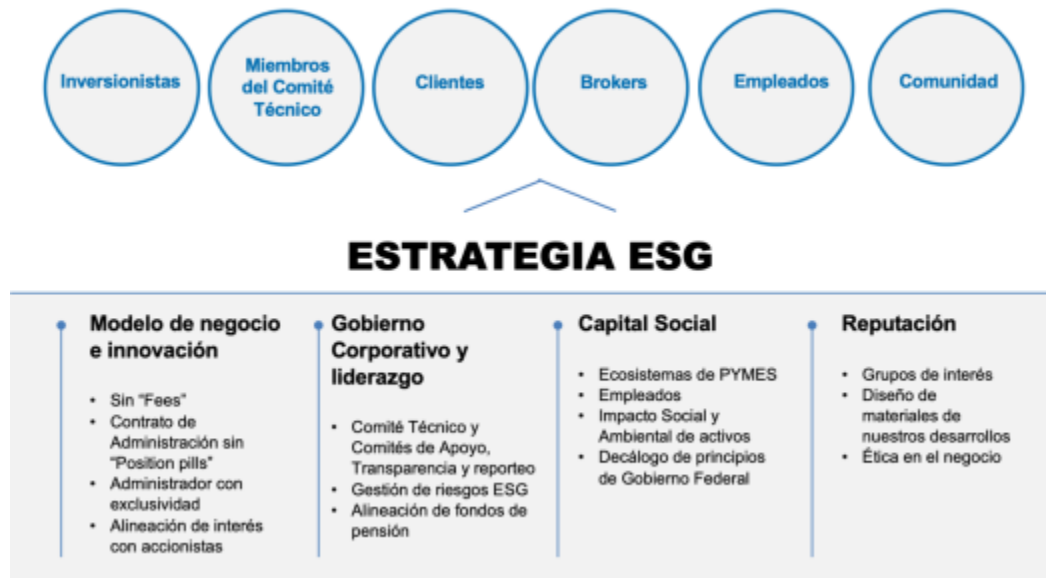 Inversionistas
Miembros
del Comité
Técnico
Clientes
Brokers
Empleados
Comunidad
ESTRATEGIA ESG
Modelo de negocio
e innovación
• Sin "Fees"
• Contrato de
Administración sin
"Position pills"
• Administrador con
exclusividad
• Alineación de interés
con accionistas
Gobierno
Corporativo y
liderazgo
• Comité Técnico y
Comités de Apoyo,
Transparencia y reporteo
• Gestión de riesgos ESG
• Alineación de fondos de
pensión
Capital Social
• Ecosistemas de PYMES
• Empleados
• Impacto Social y
Ambiental de activos
• Decálogo de principios
de Gobierno Federal
Reputación
• Grupos de interés
• Diseño de
materiales de
nuestros desarrollos
• Ética en el negocio